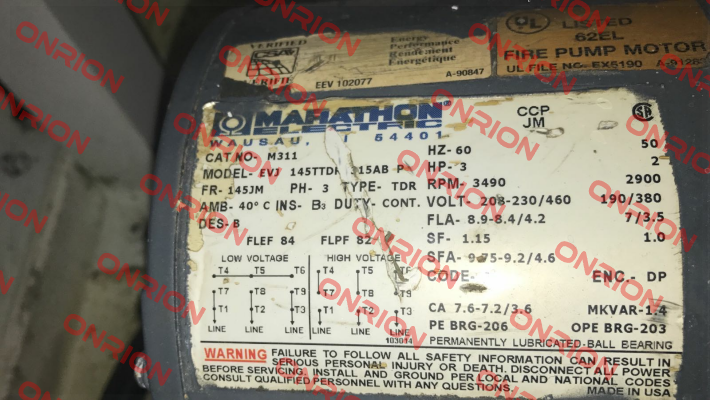 VERIFIED
VERIFIÉ
EEV 102077
Energy
Performance
Rendement
Energétique
A-90847
UL
LISTED
62EL
FIRE PUMP MOTOR
UL FILE NO. EX5190
MARATHON®
ELECTRIC
WAUSAU, 54401
CCP
JM
CAT NO- M311
HZ- 60 50
MODEL- EVJ 145TTDR
HP- 3 2
FR- 145JM PH- 3 TYPE- TDR
RPM- 3490 2900
AMB- 40°C INS- B3 DUTY- CONT.
VOLT- 208-230/460 190/380
DES- B
FLA- 8.9-8.4/4.2 7/3.5
FLEF 84 FLPF 82
SF- 1.15 1.0
SFA- 9.75-9.2/4.6
LOW VOLTAGE HIGH VOLTAGE
CODE- ENC.- DP
T4 T5 T6 T4 T5
T7 T8 T9 T7 T8 T9
T1 T2 T3 T1 T2 T3
LINE LINE LINE LINE LINE LINE
CA 7.6-7.2/3.6 MKVAR-1.4
PE BRG-206 OPE BRG-203
103014
PERMANENTLY LUBRICATED-BALL BEARING
WARNING FAILURE TO FOLLOW ALL SAFETY INFORMATION CAN RESULT IN
SERIOUS PERSONAL INJURY OR DEATH. DISCONNECT ALL POWER
BEFORE SERVICING. INSTALL AND GROUND PER LOCAL AND NATIONAL CODES
CONSULT QUALIFIED PERSONNEL WITH ANY QUESTIONS. MADE IN USA
ONRION